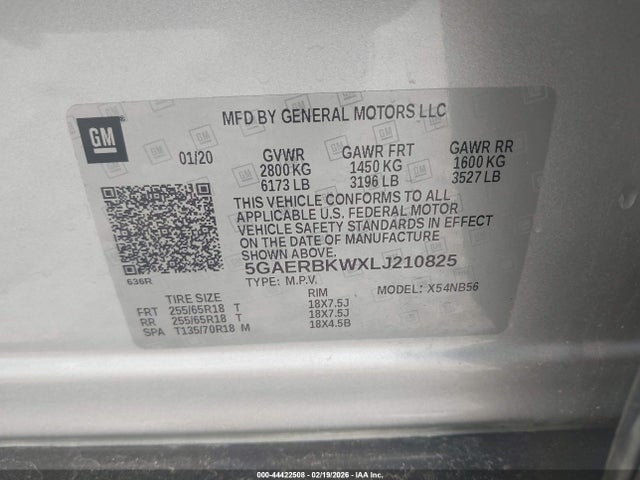 MFD BY GENERAL MOTORS LLC
GM
01/20
GVWR GAWR FRT GAWR RR
2800 KG 1450 KG 1600 KG
6173 LB 3196 LB 3527 LB
THIS VEHICLE CONFORMS TO ALL
APPLICABLE U.S. FEDERAL MOTOR
VEHICLE SAFETY STANDARDS IN EFFECT
ON THE DATE OF MANUFACTURE
SHOWN ABOVE.
636R
5GAERBKWXLJ210825
TYPE: M.P.V. MODEL: X54NB56
TIRE SIZE RIM
FRT 255/65R18 T 18X7.5J
RR 255/65R18 T 18X7.5J
SPA T135/70R18 M 18X4.5B
000-44422508 - 02/19/2026 - IAAI Copart, Inc.